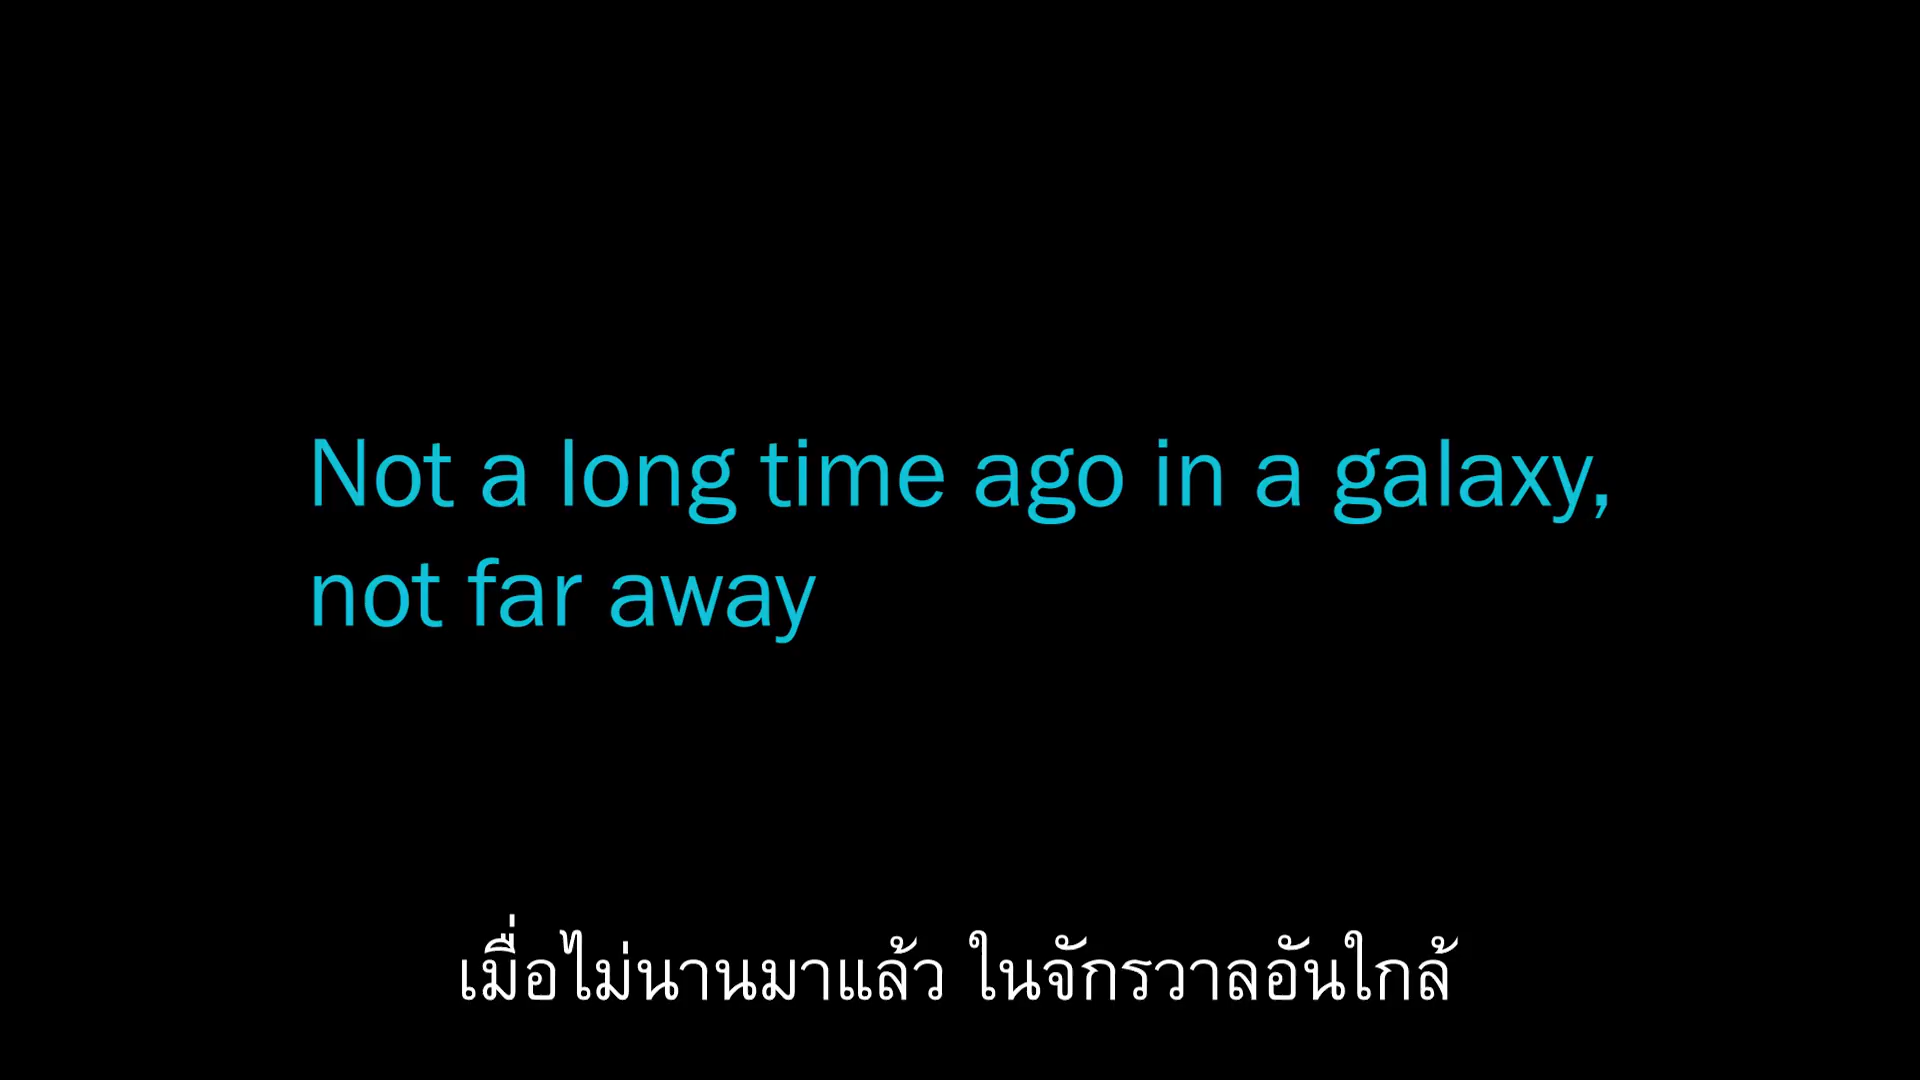 Not a long time ago in a galaxy,
not far away
เมื่อไม่นานมาแล้ว ในจักรวาลอันใกล้